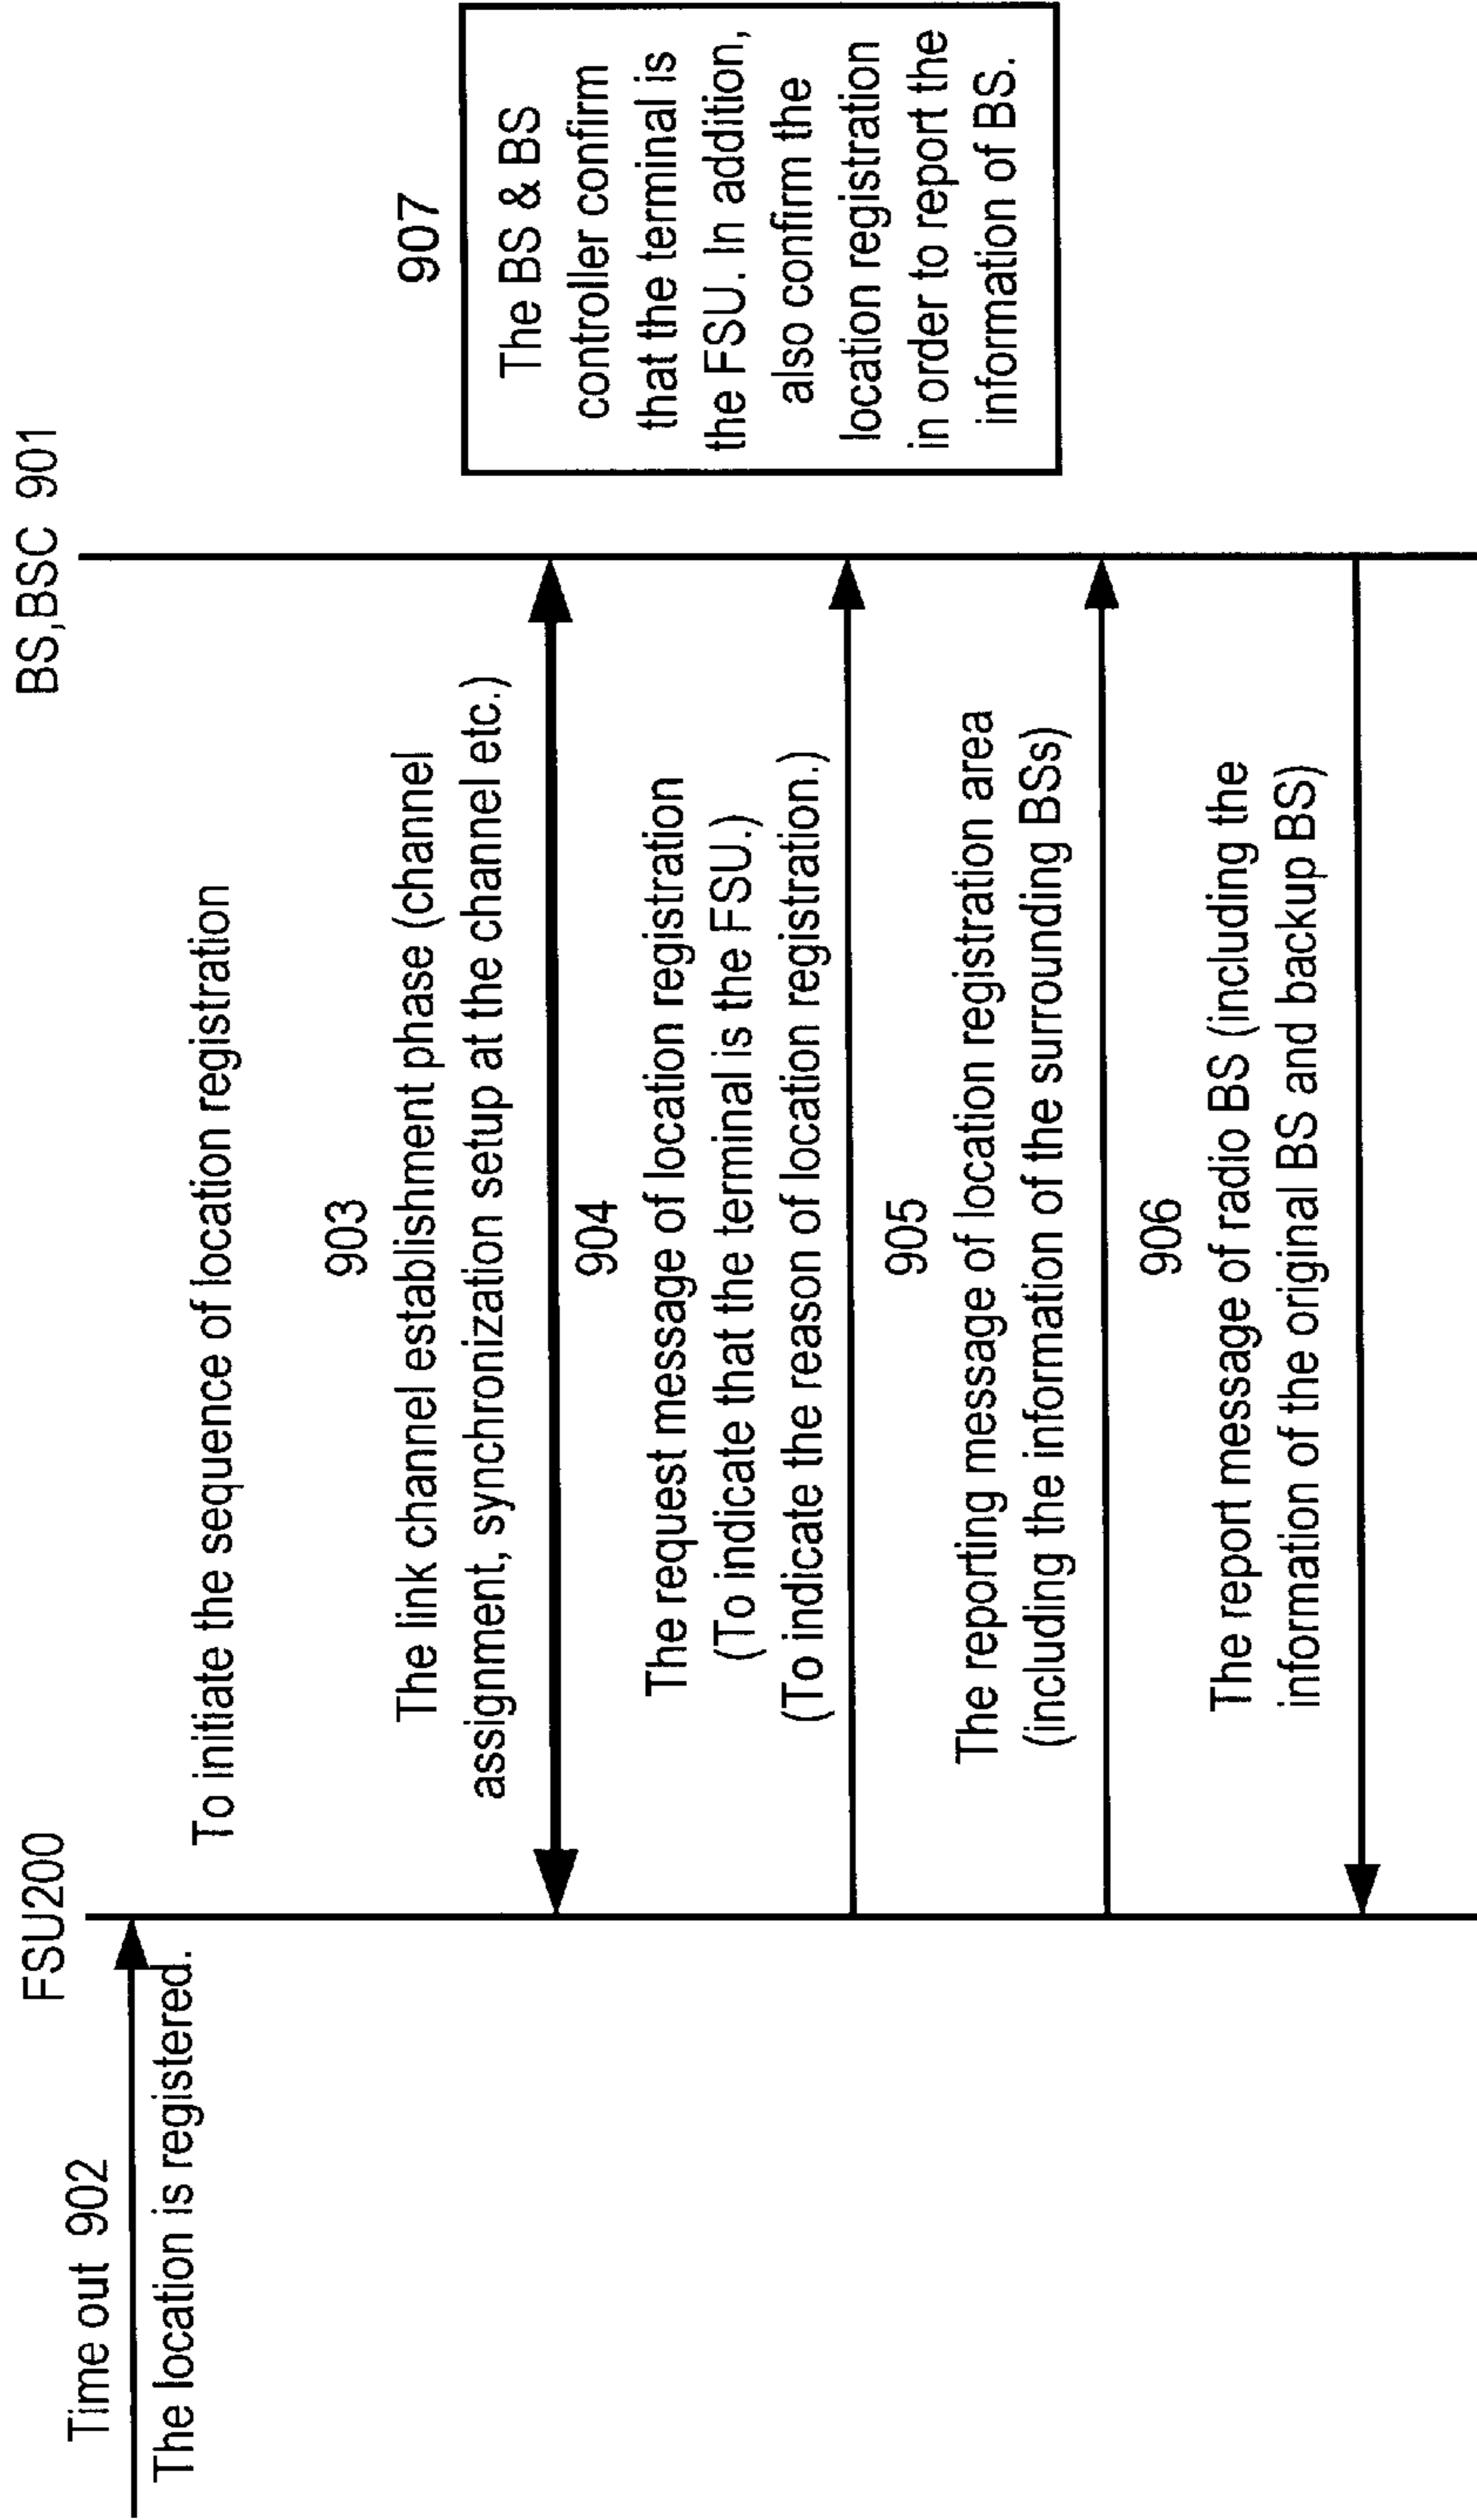 FSU200
BS,BSC 901
Time out 902
The location is registered.
To initiate the sequence of location registration
903
The link channel establishment phase (channel
assignment, synchronization setup at the channel etc.)
904
The request message of location registration
(To indicate that the terminal is the FSU.)
(To indicate the reason of location registration.)
905
The reporting message of location registration area
(including the information of the surrounding BSs)
906
The report message of radio BS (including the
information of the original BS and backup BS)
907
The BS & BS
controller confirm
that the terminal is
the FSU. In addition,
also confirm the
location registration
in order to report the
information of BS.